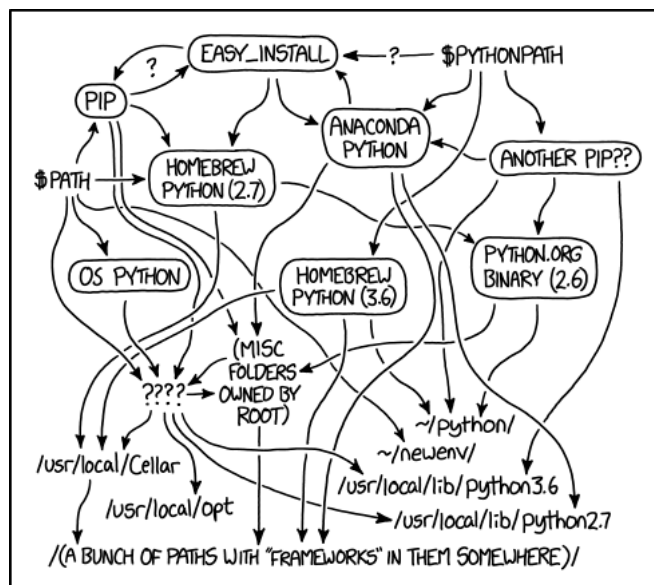 EASY_INSTALL
?
$PYTHONPATH
?
PIP
ANACONDA
PYTHON
ANOTHER PIP??
HOMEBREW
PYTHON (2.7)
$PATH
OS PYTHON
HOMEBREW
PYTHON (3.6)
PYTHON.ORG
BINARY (2.6)
(MISC
FOLDERS
OWNED BY
ROOT)
????
~/python/
~/newenv/
/usr/local/Cellar
/usr/local/opt
/usr/local/lib/python3.6
/usr/local/lib/python2.7
/(A BUNCH OF PATHS WITH "FRAMEWORKS" IN THEM SOMEWHERE)/